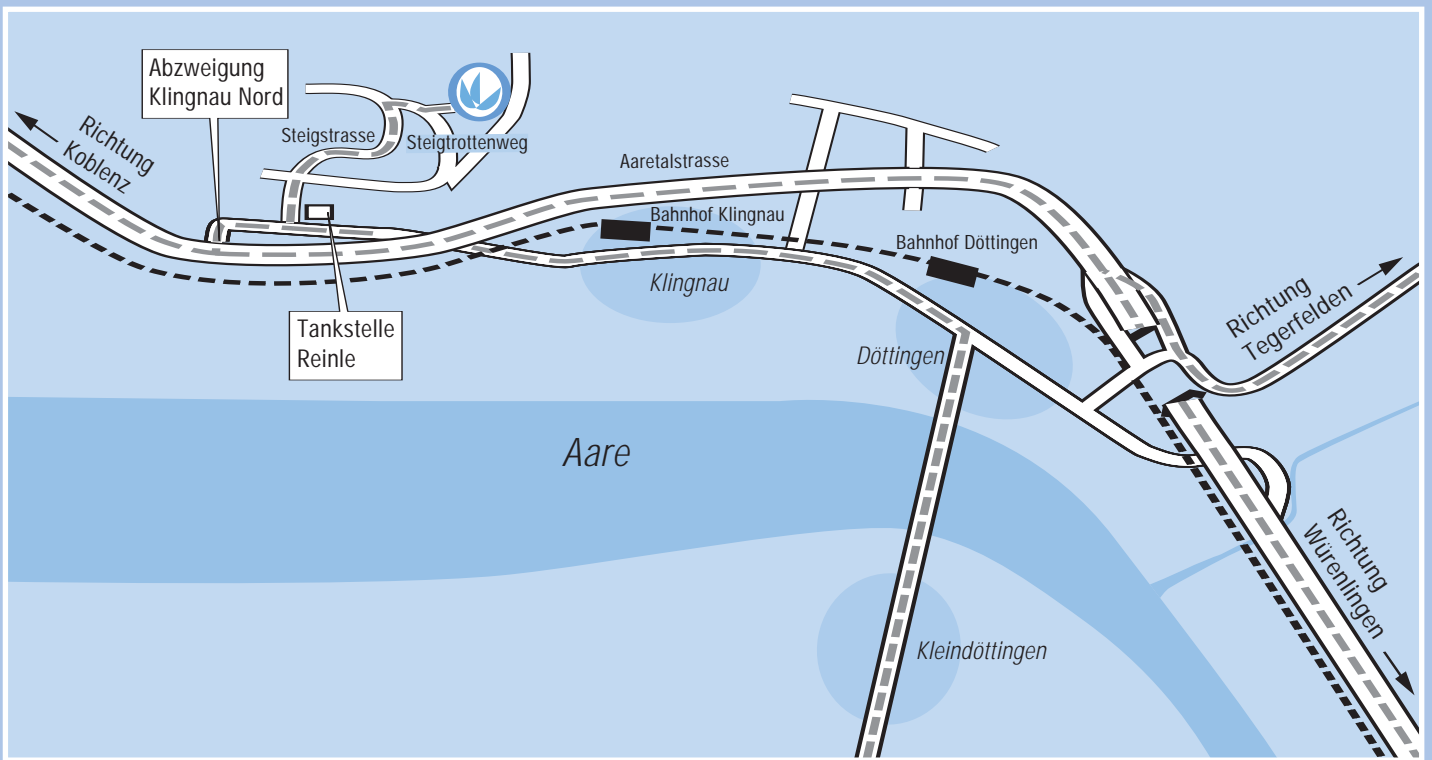 Abzweigung
Klingnau Nord
Steigstrasse
Steigtrottenweg
Richtung
Koblenz
Aaretalstrasse
Bahnhof Klingnau
Bahnhof Döttingen
Klingnau
Richtung
Tegerfelden
Tankstelle
Reinle
Döttingen
Aare
Richtung
Würenlingen
Kleindöttingen